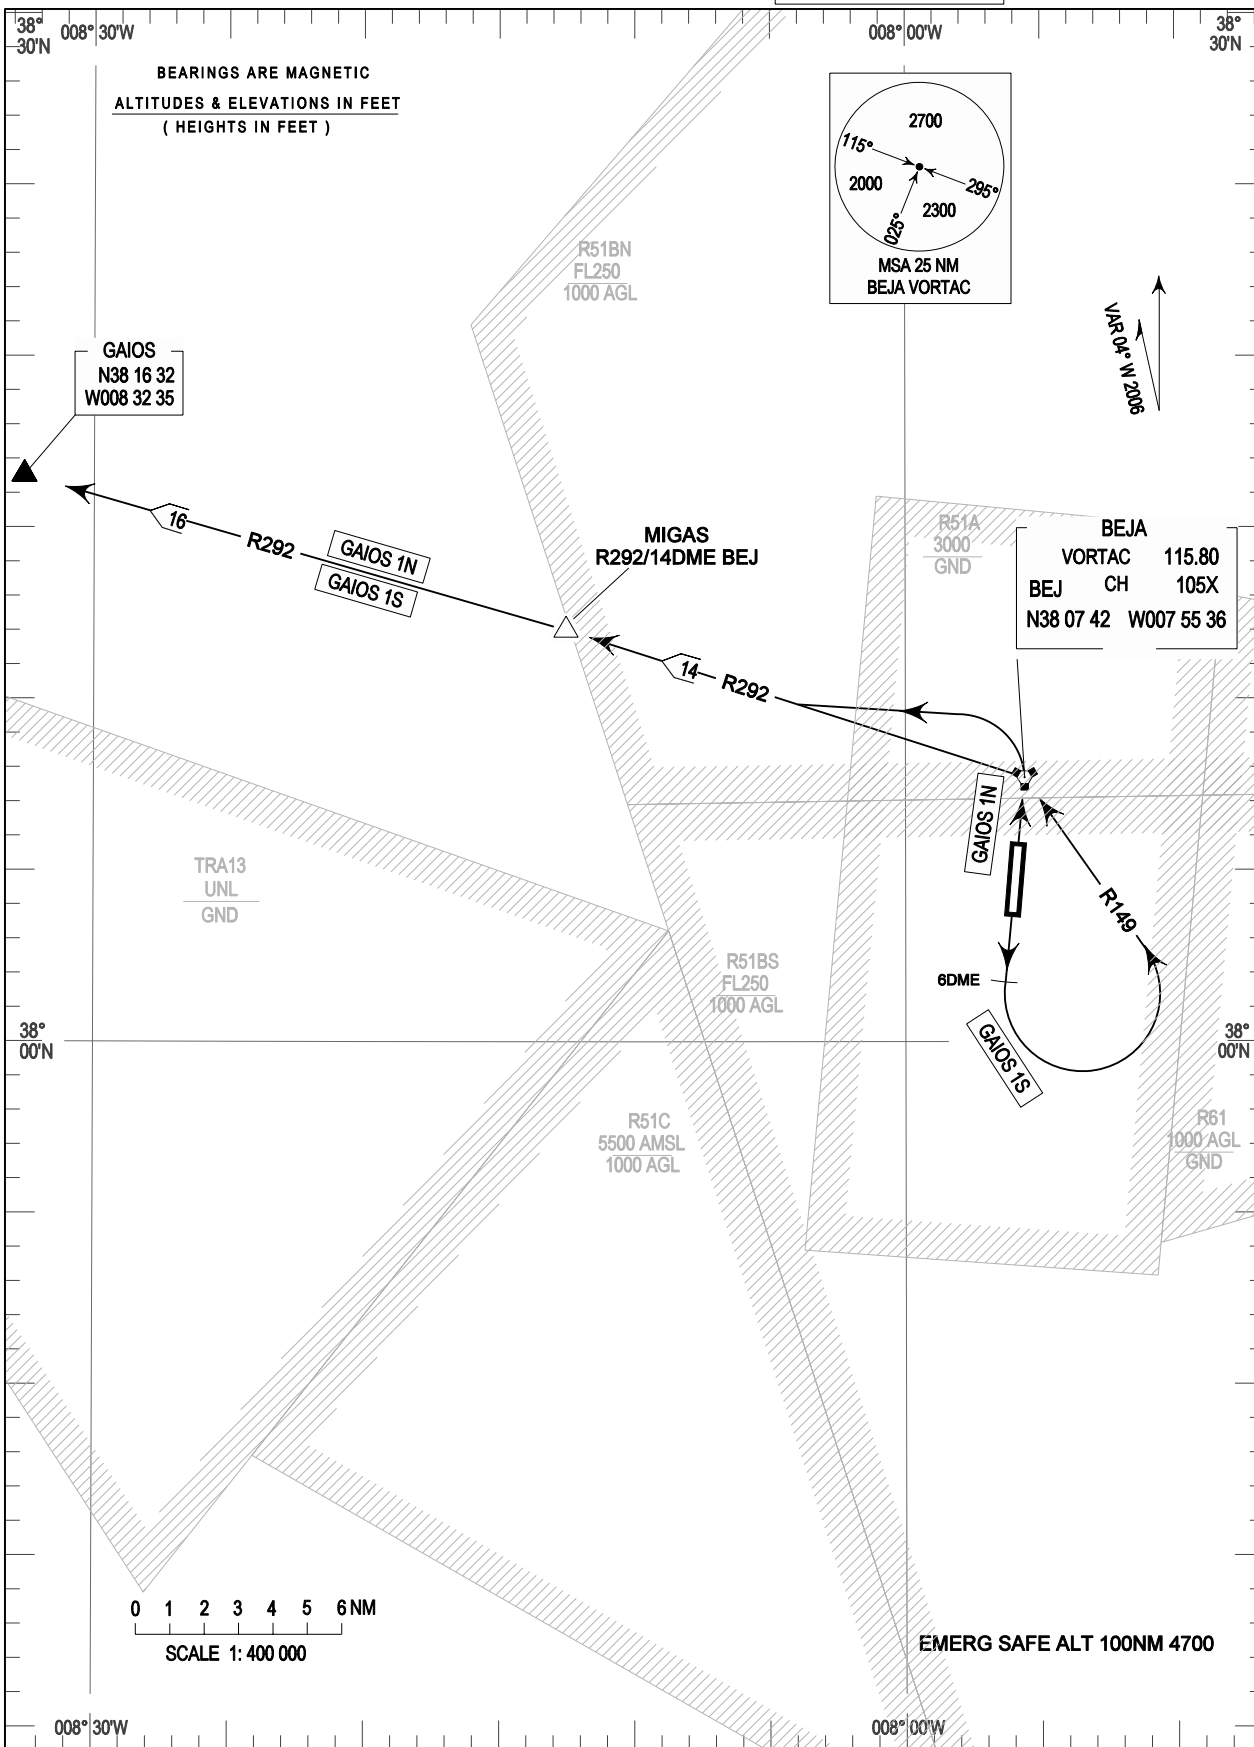 38°
30'N
008° 30'W
008° 00'W
38°
30'N
BEARINGS ARE MAGNETIC
ALTITUDES & ELEVATIONS IN FEET
( HEIGHTS IN FEET )
2700
115°
2000
295°
2300
025°
MSA 25 NM
BEJA VORTAC
R51BN
FL250
1000 AGL
VAR 04° W 2006
GAIOS
N38 16 32
W008 32 35
16
R292
GAIOS 1N
GAIOS 1S
MIGAS
R292/14DME BEJ
R51A
3000
GND
BEJA
VORTAC 115.80
BEJ CH 105X
N38 07 42 W007 55 36
14
R292
GAIOS 1N
TRA13
UNL
GND
R149
R51BS
FL250
1000 AGL
6DME
GAIOS 1S
38°
00'N
38°
00'N
R51C
5500 AMSL
1000 AGL
R61
1000 AGL
GND
0 1 2 3 4 5 6 NM
SCALE 1: 400 000
EMERG SAFE ALT 100NM 4700
008° 30'W
008° 00'W